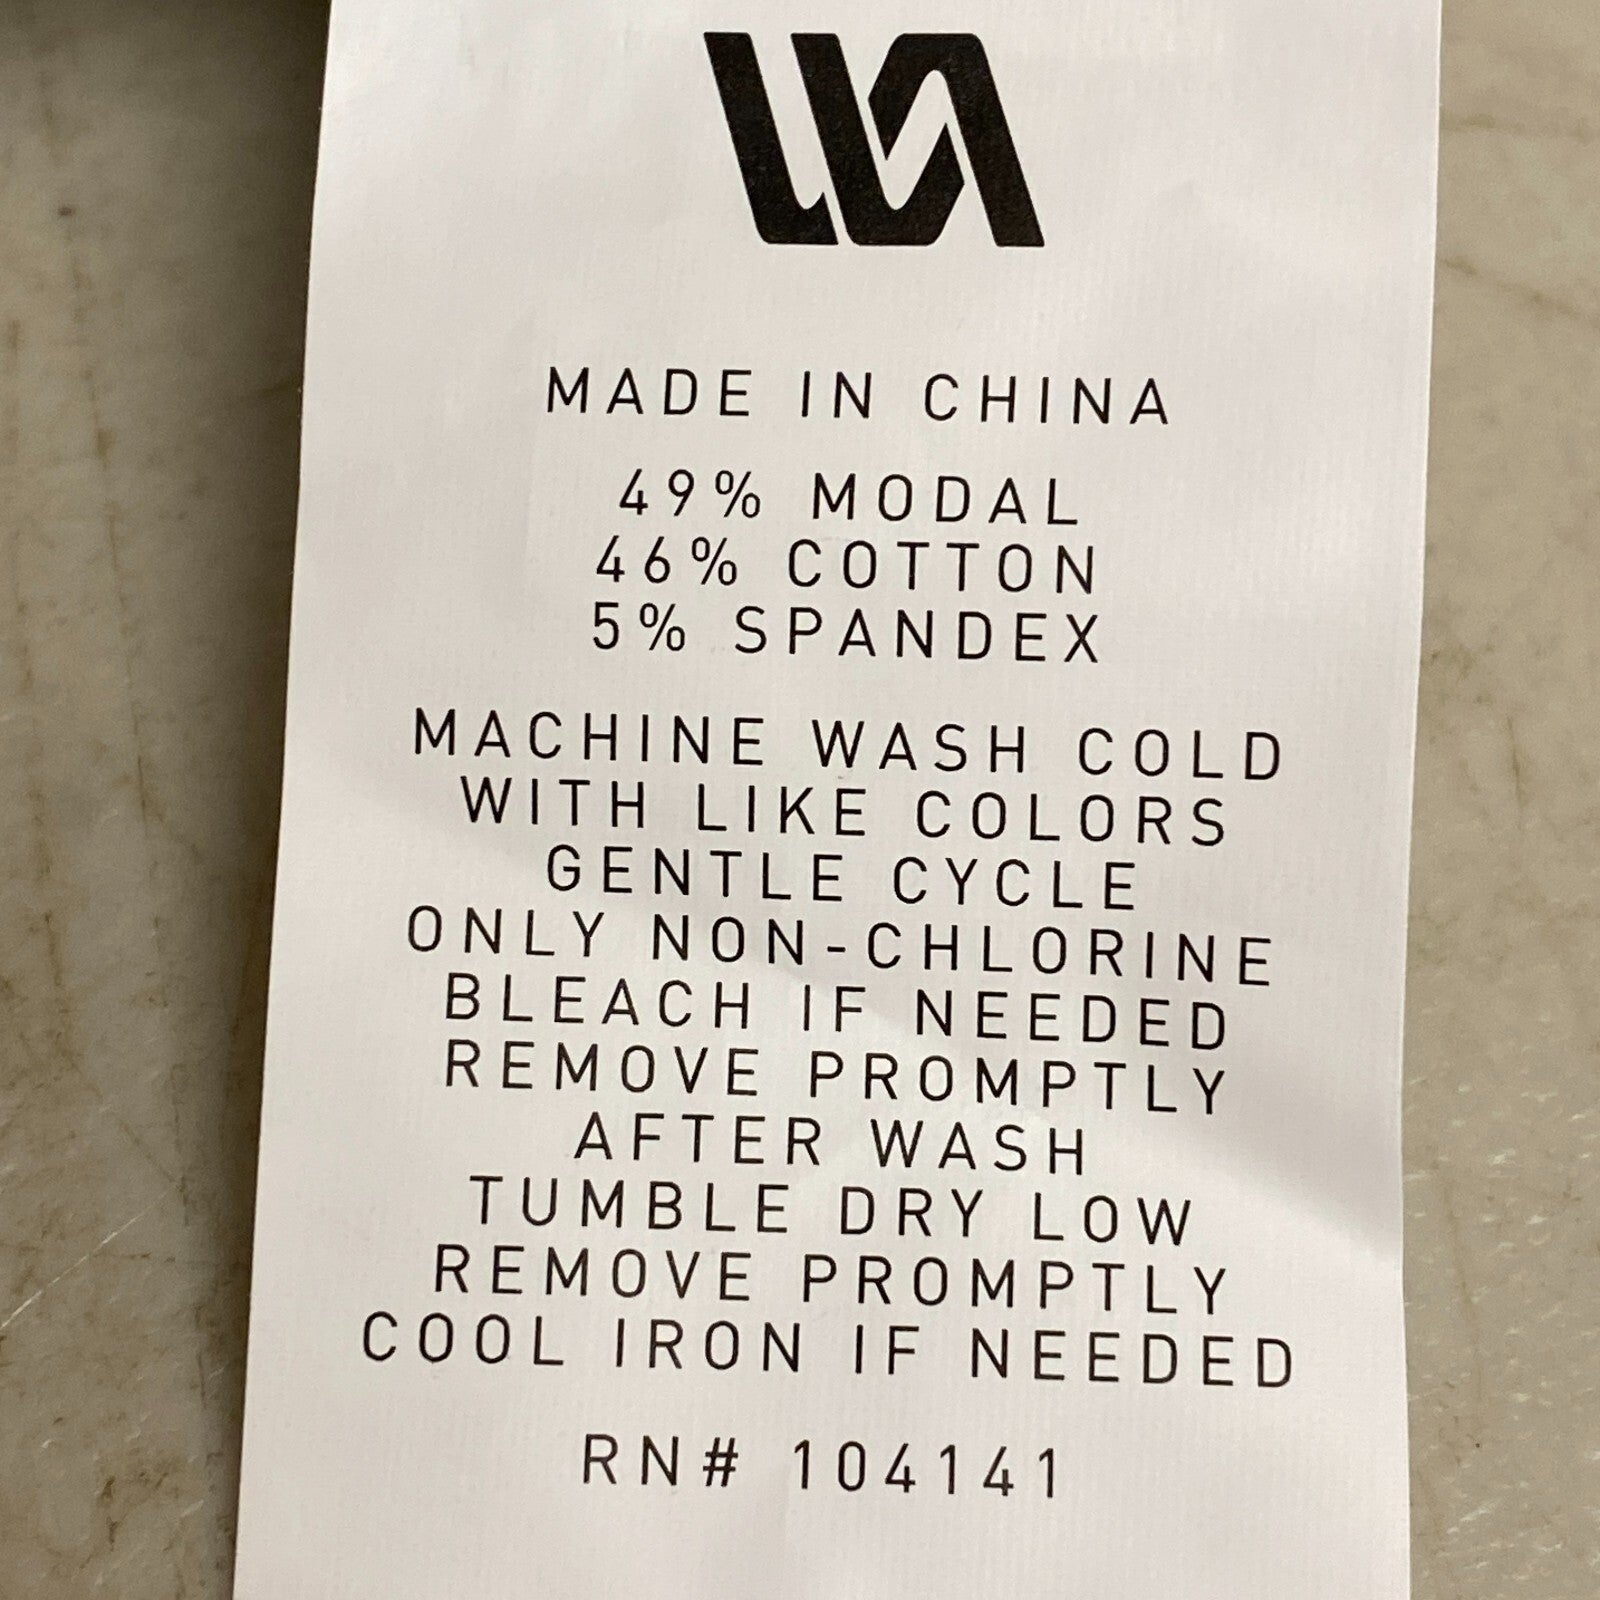 MADE IN CHINA
49% MODAL
46% COTTON
5% SPANDEX
MACHINE WASH COLD
WITH LIKE COLORS
GENTLE CYCLE
ONLY NON-CHLORINE
BLEACH IF NEEDED
REMOVE PROMPTLY
AFTER WASH
TUMBLE DRY LOW
REMOVE PROMPTLY
COOL IRON IF NEEDED
RN# 104141